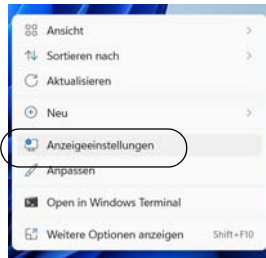 Ansicht
Sortieren nach
Aktualisieren
Neu
Anzeigeeinstellungen
Anpassen
Open in Windows Terminal
Weitere Optionen anzeigen Shift+F10